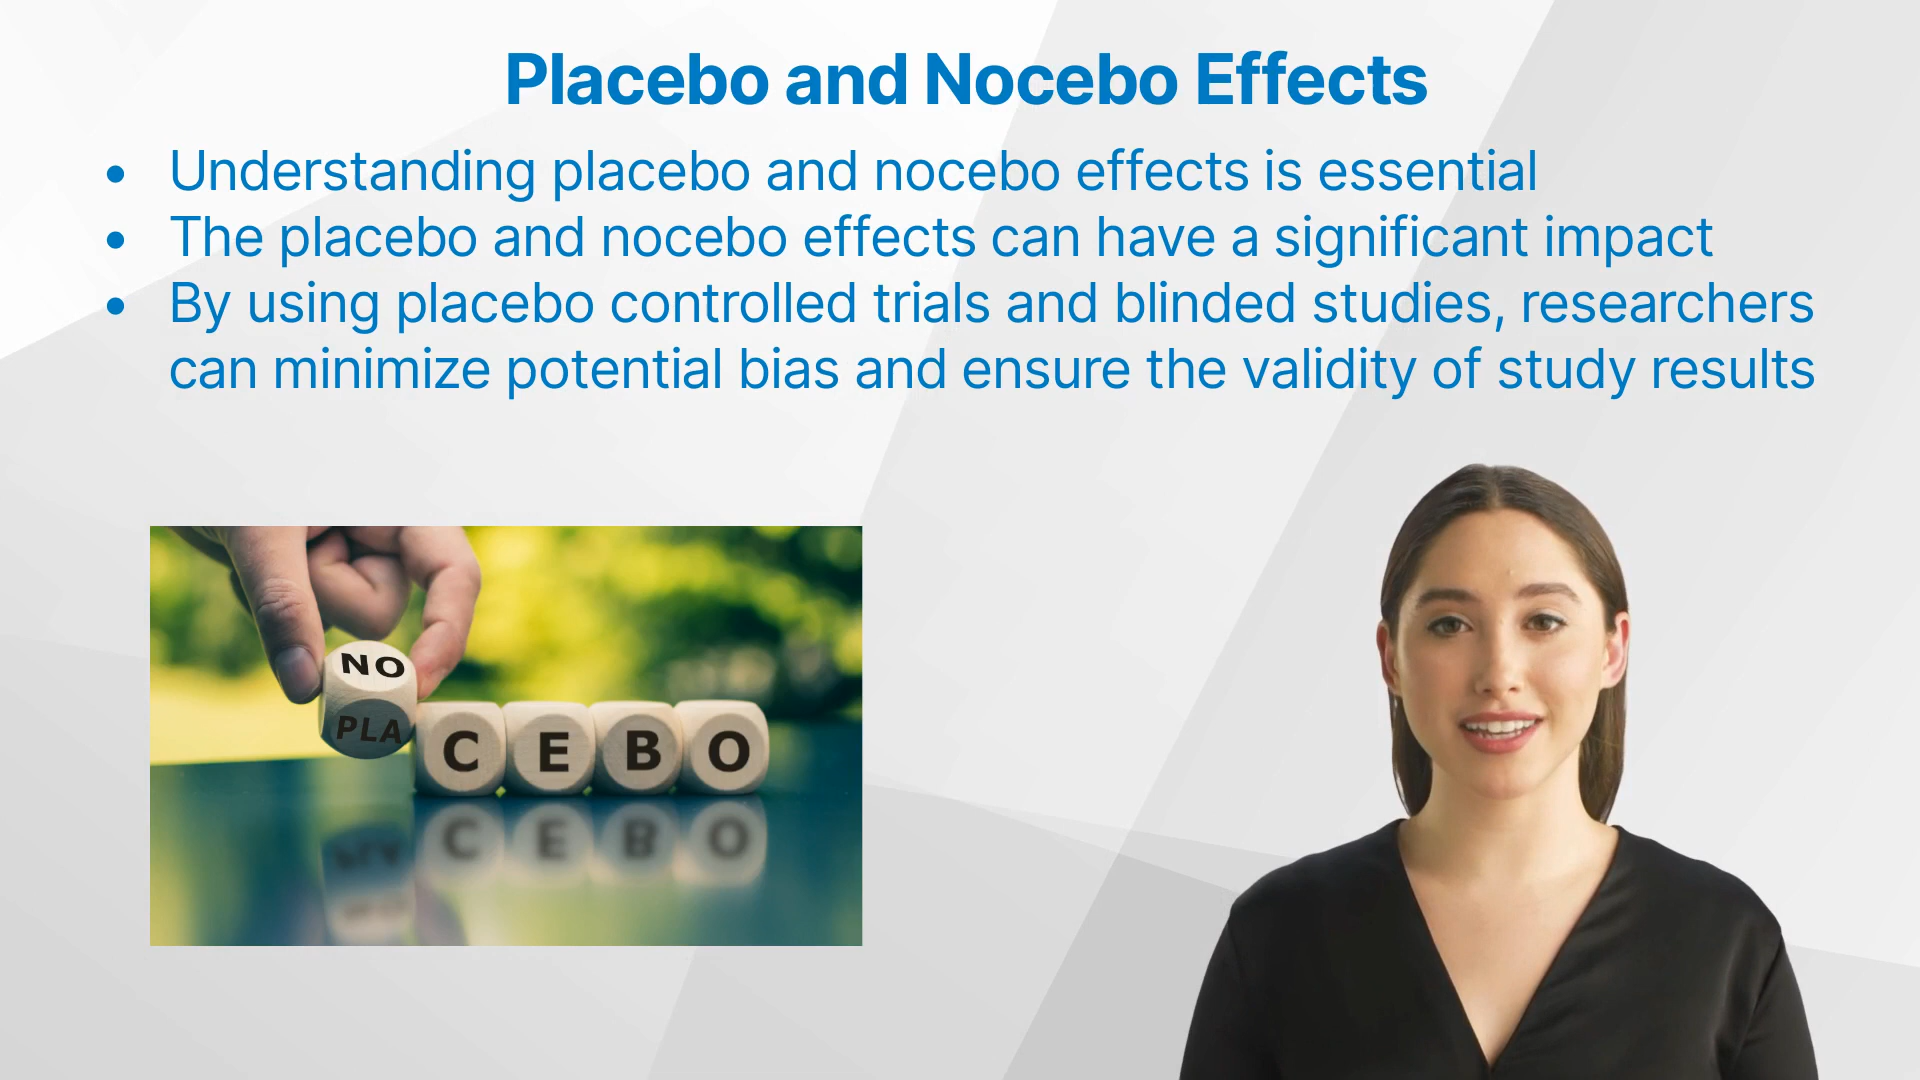 Placebo and Nocebo Effects
• Understanding placebo and nocebo effects is essential
• The placebo and nocebo effects can have a significant impact
• By using placebo controlled trials and blinded studies, researchers
can minimize potential bias and ensure the validity of study results
NO
PLA
C E B O
C E B O